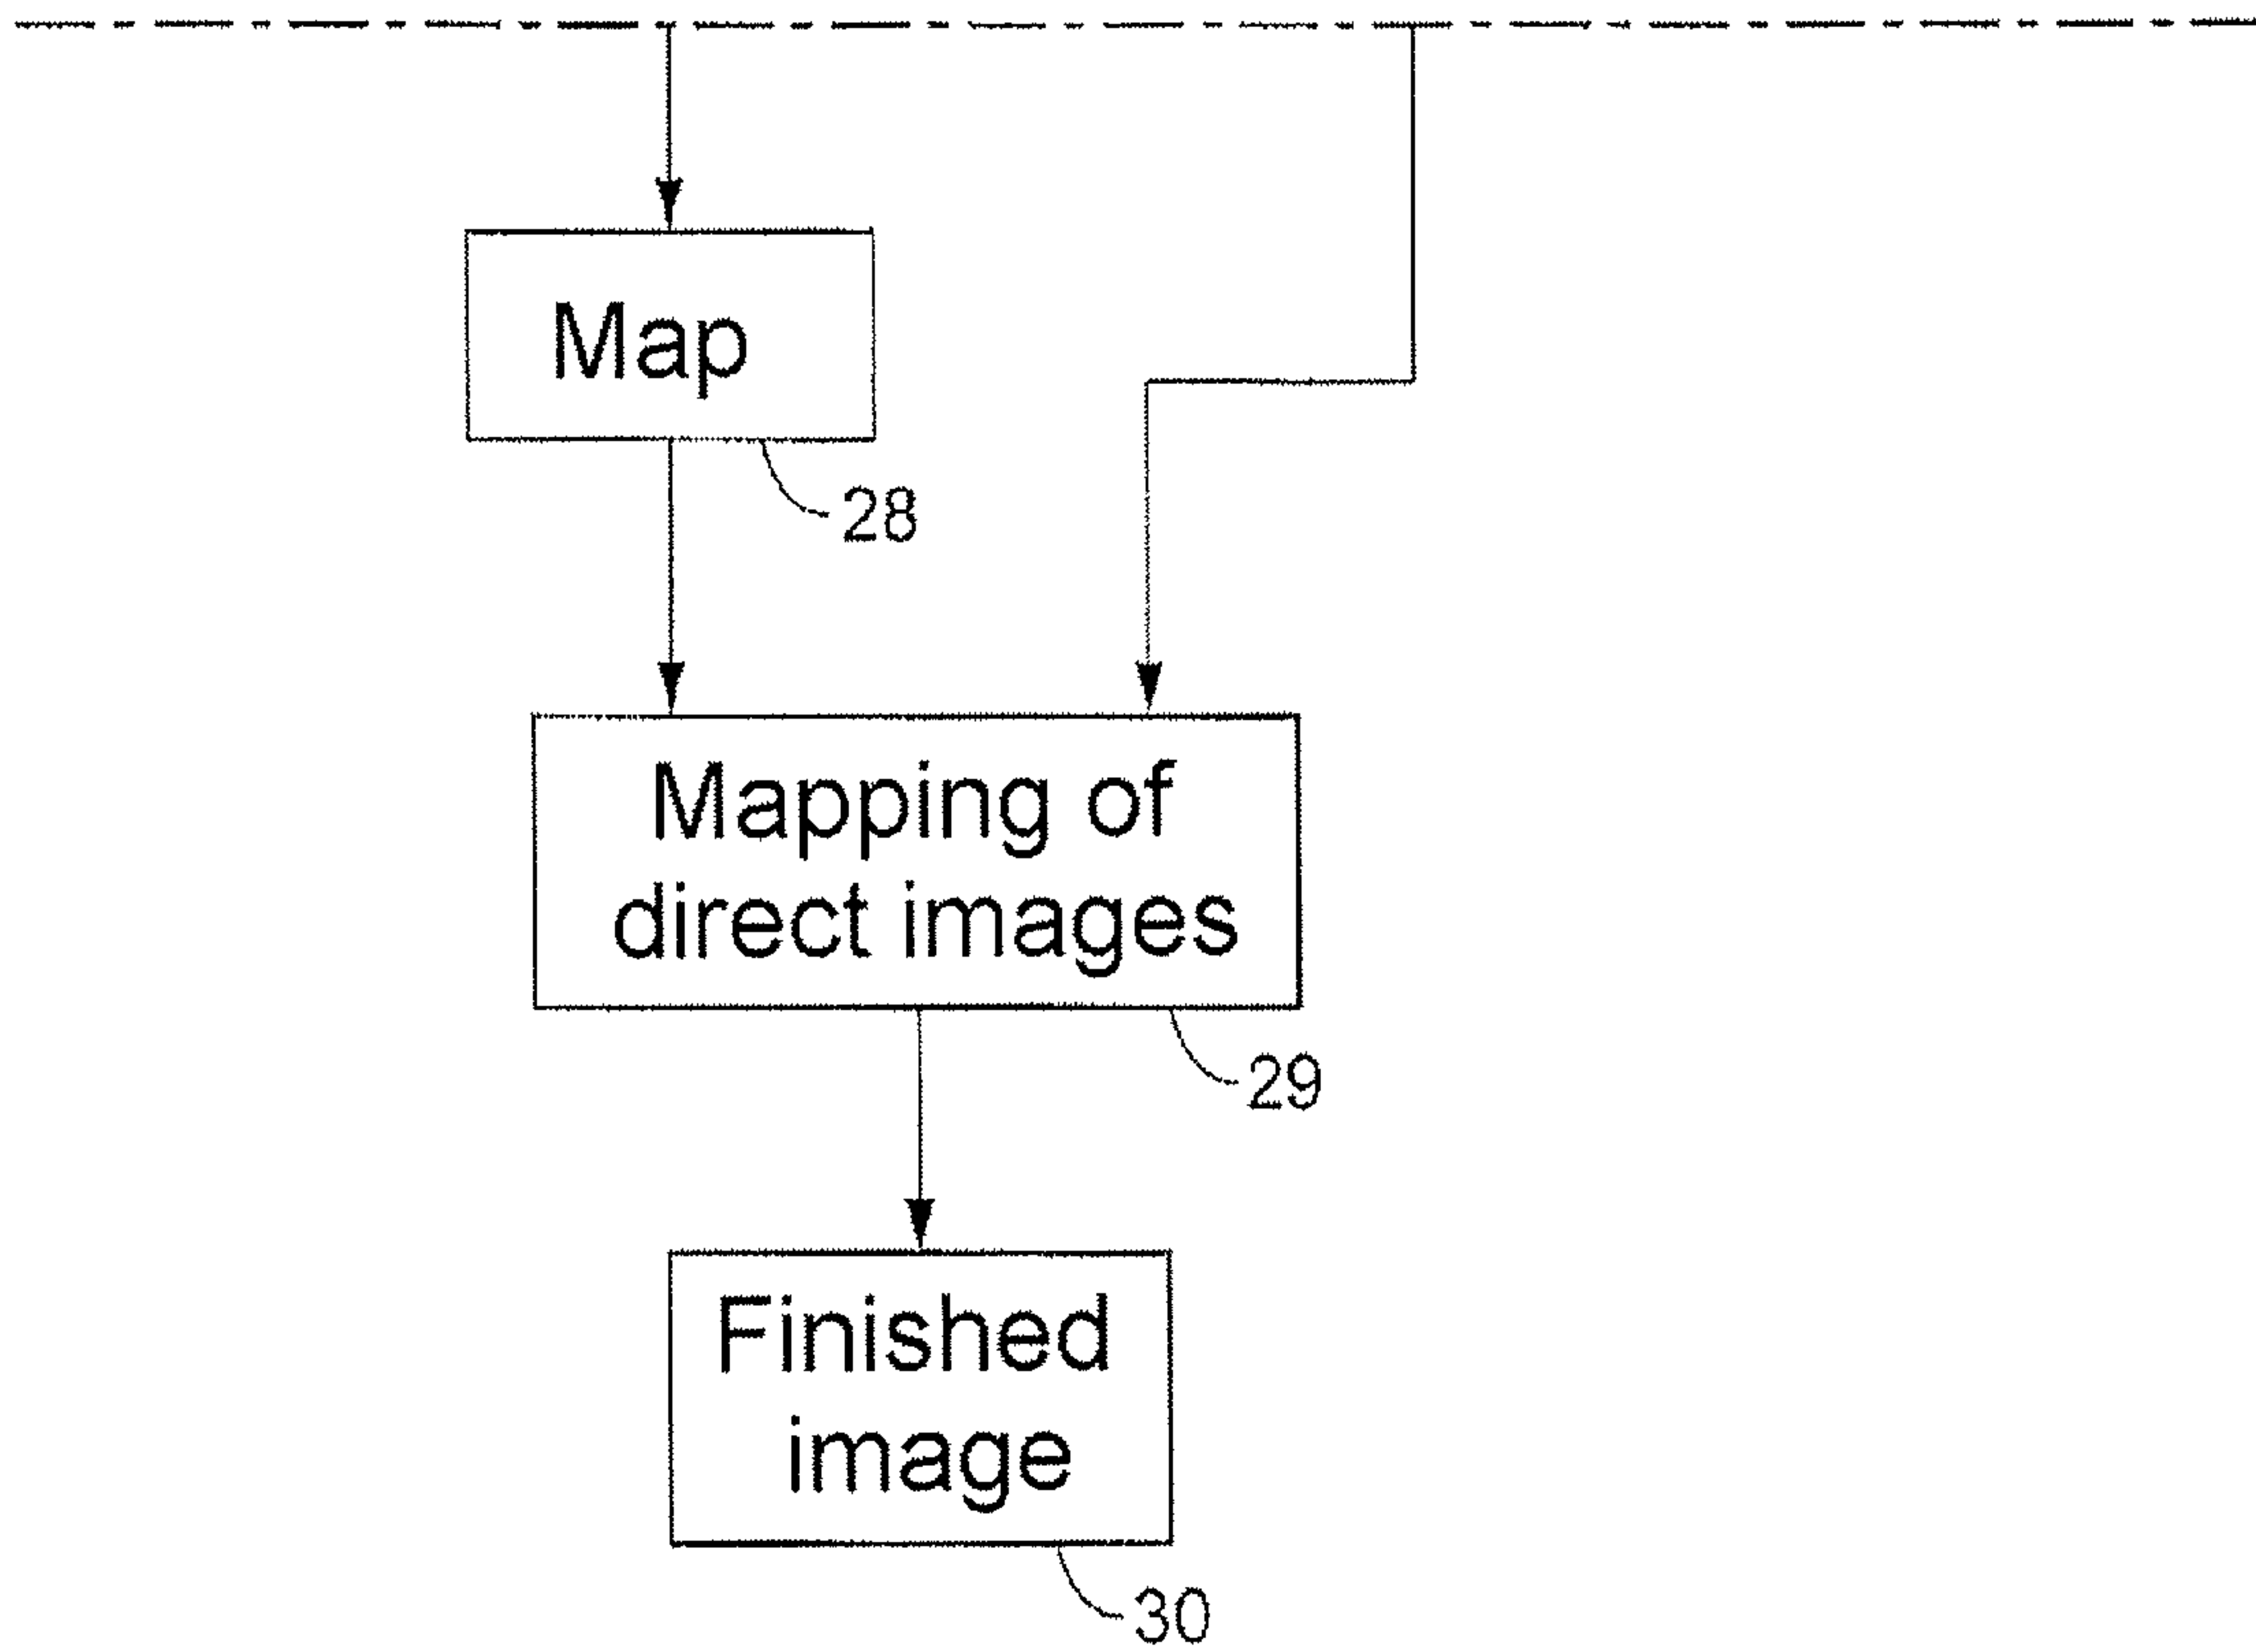 Map
28
Mapping of
direct images
29
Finished
image
30